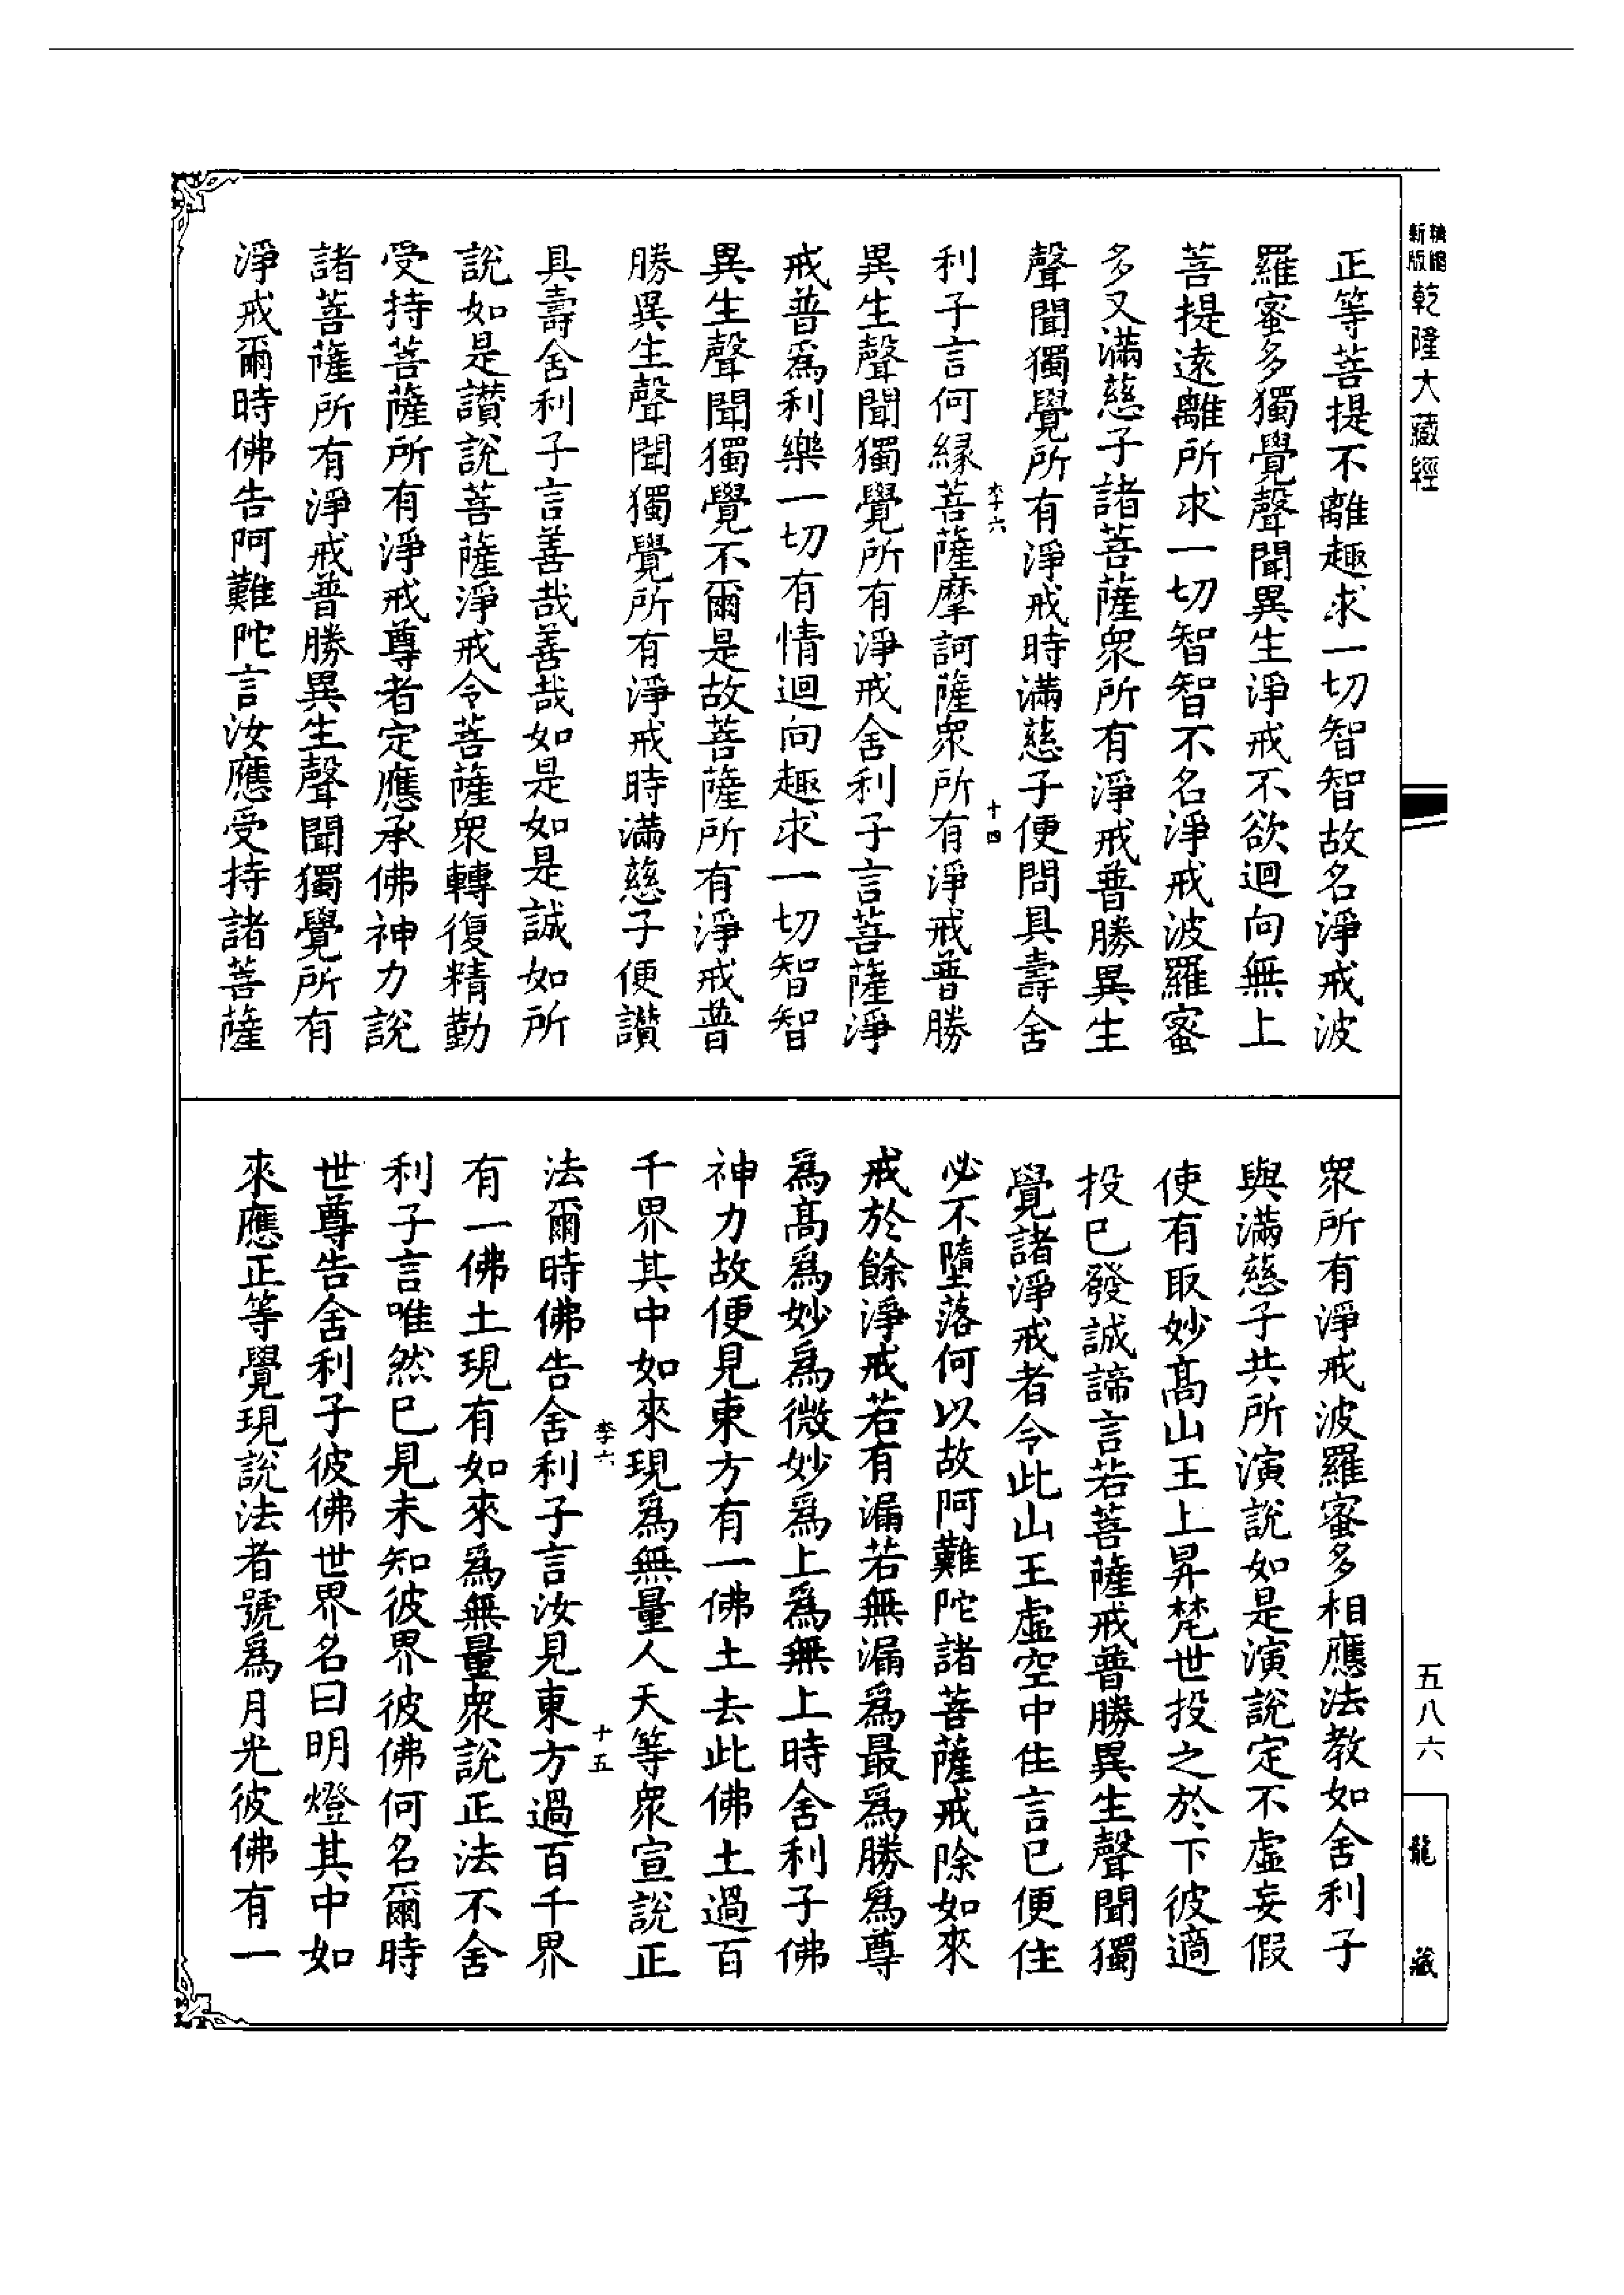 新版
乾隆大藏經
正等菩提不離趣求一切智智故名淨戒波
羅蜜多獨覺聲聞異生淨戒不欲迴向無上
菩提遠離所求一切智智不名淨戒波羅蜜
多又滿慈子諸菩薩衆所有淨戒普勝異生
聲聞獨覺所有淨戒時滿慈子便問具壽舍
李六
十四
利子言何緣菩薩摩訶薩衆所有淨戒普勝
異生聲聞獨覺所有淨戒舍利子言菩薩淨
戒普爲利樂一切有情迴向趣求一切智智
異生聲聞獨覺不爾是故菩薩所有淨戒普
勝異生聲聞獨覺所有淨戒時滿慈子便讚
具壽舍利子言善哉善哉如是如是誠如所
說如是讚說菩薩淨戒令菩薩衆轉復精勤
受持菩薩所有淨戒尊者定應承佛神力說
諸菩薩所有淨戒普勝異生聲聞獨覺所有
淨戒爾時佛告阿難陀言汝應受持諸菩薩
衆所有淨戒波羅蜜多相應法教如舍利子
與滿慈子共所演說如是演說定不虛妄假
使有取妙髙山王上昇梵世投之於下彼適
投已發誠諦言若菩薩戒普勝異生聲聞獨
覺諸淨戒者令此山王虛空中住言已便住
必不墮落何以故阿難陀諸菩薩戒除如來
戒於餘淨戒若有漏若無漏爲最爲勝爲尊
爲髙爲妙爲微妙爲上爲無上時舍利子佛
神力故便見東方有一佛土去此佛土過百
千界其中如來現爲無量人天等衆宣說正
李六
十五
法爾時佛告舍利子言汝見東方過百千界
有一佛土現有如來爲無量衆說正法不舍
利子言唯然已見未知彼界彼佛何名爾時
世尊告舍利子彼佛世界名曰明燈其中如
來應正等覺現說法者號爲月光彼佛有一
五八六
龍藏